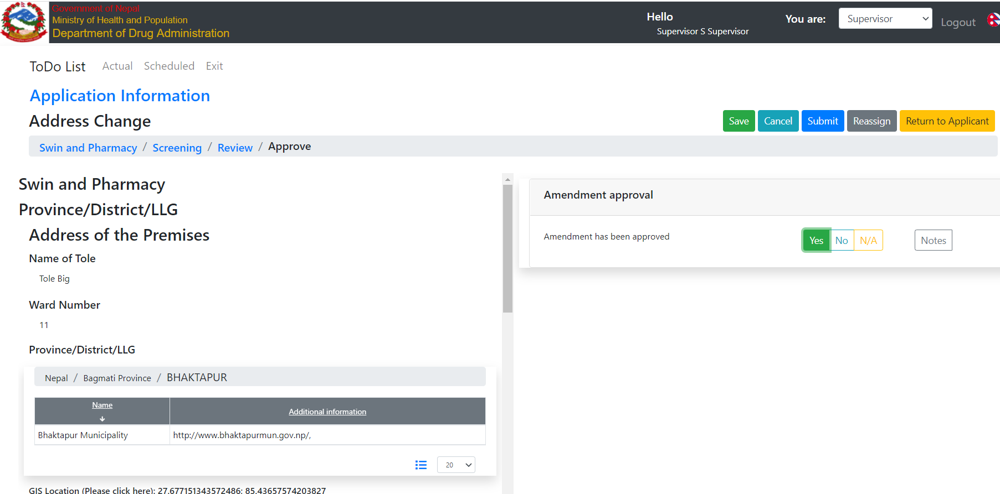 Government of Nepal
Ministry of Health and Population
Department of Drug Administration
Hello
Supervisor S Supervisor
You are:
Supervisor
Logout
ToDo List Actual Scheduled Exit
Application Information
Address Change
Save Cancel Submit Reassign Return to Applicant
Swin and Pharmacy / Screening / Review / Approve
Swin and Pharmacy
Province/District/LLG
Address of the Premises
Name of Tole
Tole Big
Ward Number
11
Province/District/LLG
Nepal / Bagmati Province / BHAKTAPUR
Name Additional information
Bhaktapur Municipality http://www.bhaktapurmun.gov.np/,
20
GIS Location (Please click here): 27.677151343572486; 85.43657574203827
Amendment approval
Amendment has been approved Yes No N/A Notes